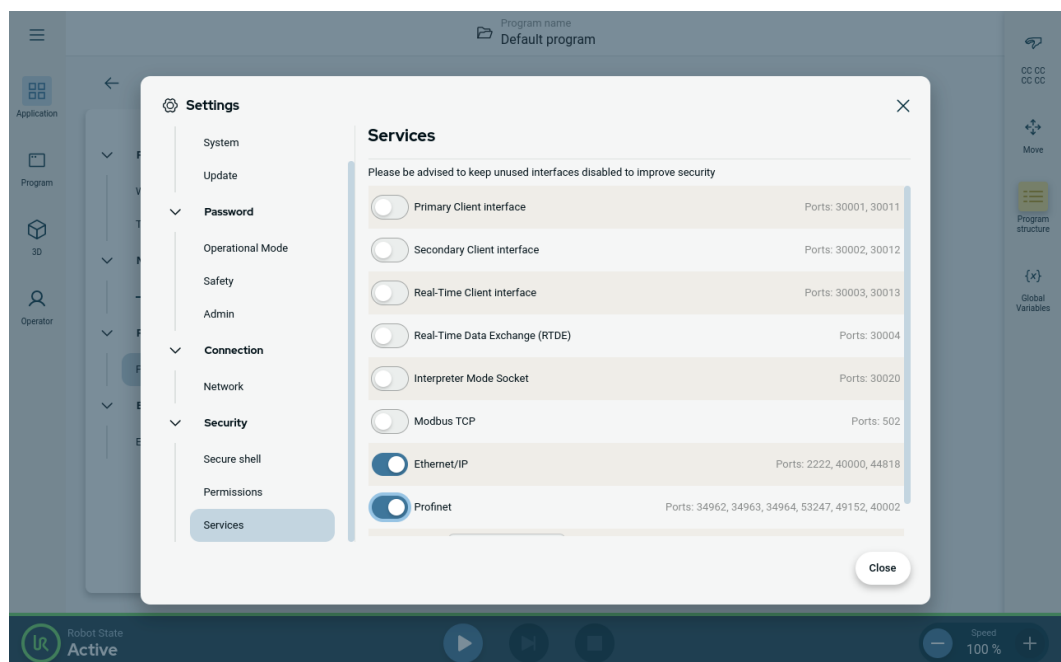 Program name
Default program
Application
Program
3D
Operator
Settings
System
Update
Password
Operational Mode
Safety
Admin
Connection
Network
Security
Secure shell
Permissions
Services
Services
Please be advised to keep unused interfaces disabled to improve security
Primary Client interface Ports: 30001, 30011
Secondary Client interface Ports: 30002, 30012
Real-Time Client interface Ports: 30003, 30013
Real-Time Data Exchange (RTDE) Ports: 30004
Interpreter Mode Socket Ports: 30020
Modbus TCP Ports: 502
Ethernet/IP Ports: 2222, 40000, 44818
Profinet Ports: 34962, 34963, 34964, 53247, 49152, 40002
Close
CC CC
CC CC
Move
Program
structure
{x}
Global
Variables
UR
Robot State
Active
Speed
100 %